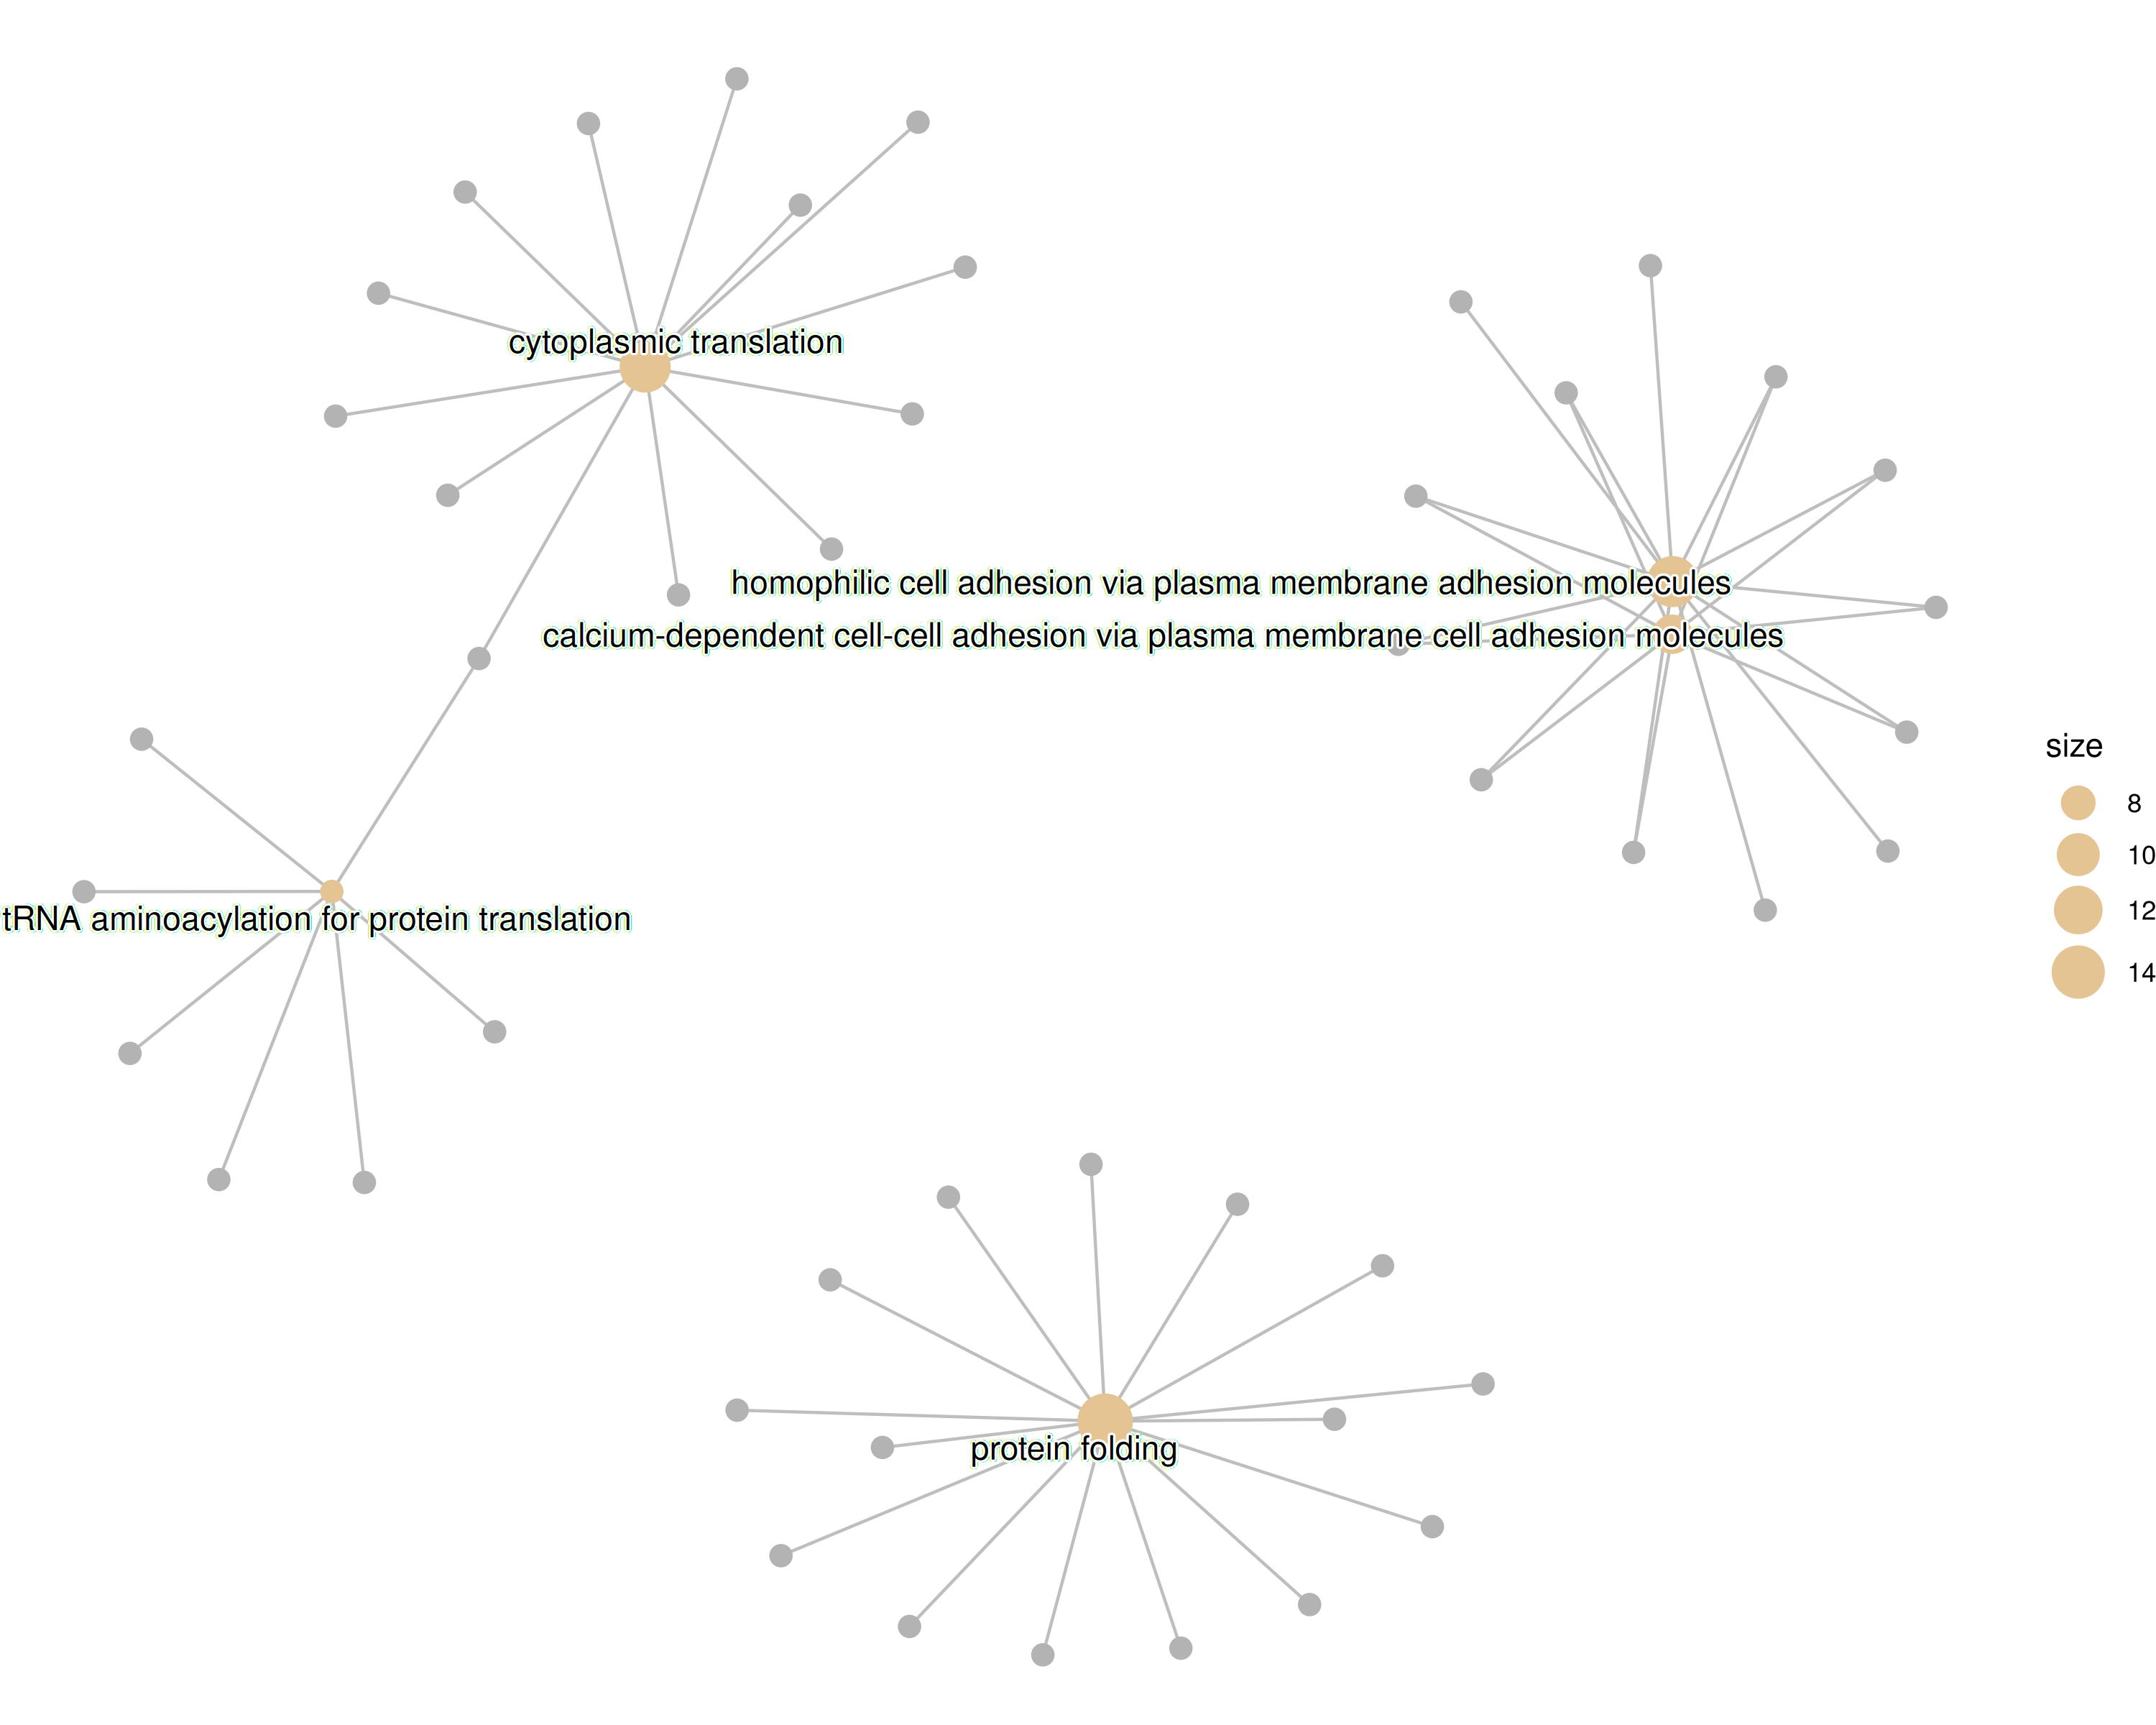 cytoplasmic translation
homophilic cell adhesion via plasma membrane adhesion molecules
calcium-dependent cell-cell adhesion via plasma membrane cell adhesion molecules
tRNA aminoacylation for protein translation
protein folding
size
8
10
12
14